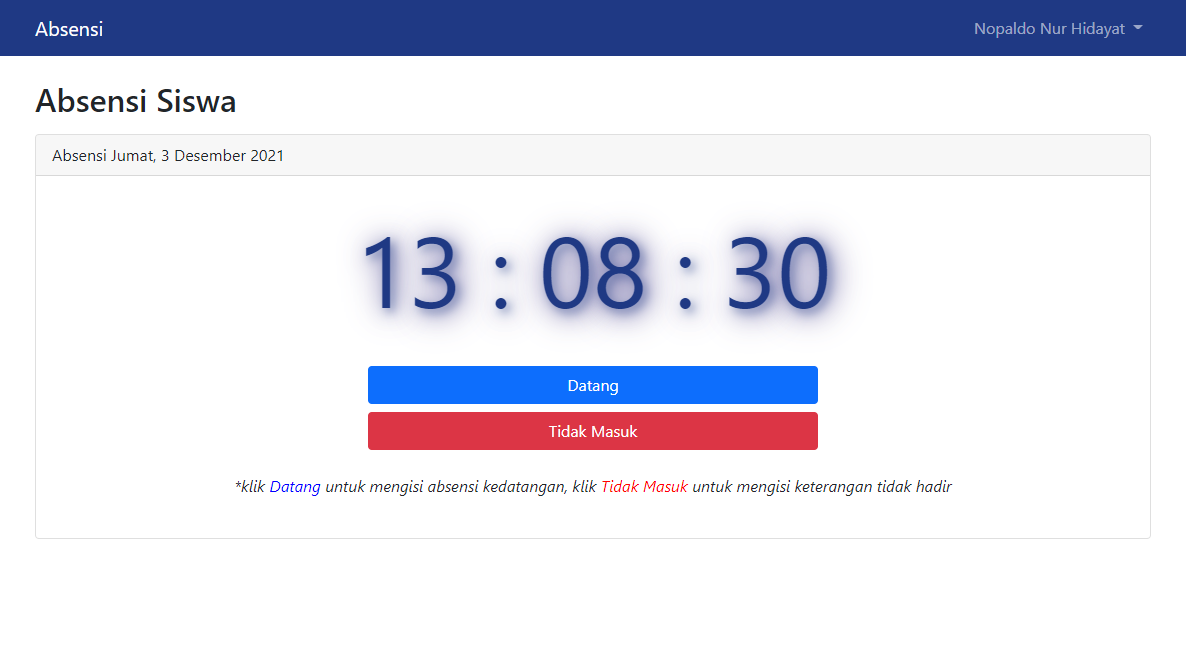 Absensi
Nopaldo Nur Hidayat
Absensi Siswa
Absensi Jumat, 3 Desember 2021
13 : 08 : 30
Datang
Tidak Masuk
*klik Datang untuk mengisi absensi kedatangan, klik Tidak Masuk untuk mengisi keterangan tidak hadir